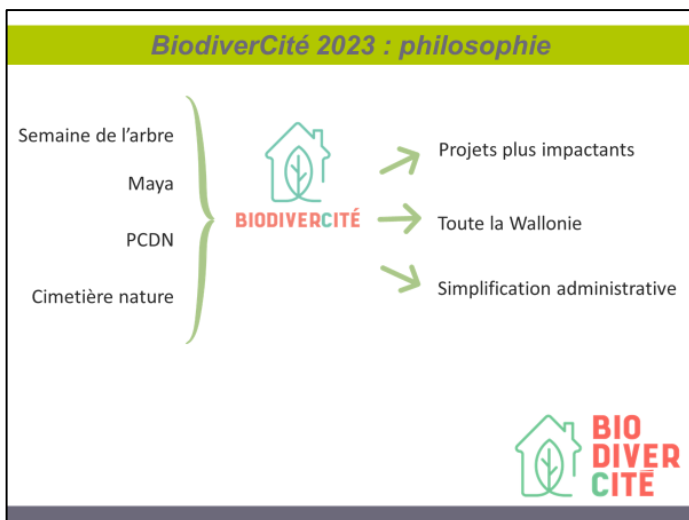 BiodiverCité 2023 : philosophie
Semaine de l'arbre
Maya
PCDN
Cimetière nature
BIODIVERCITÉ
Projets plus impactants
Toute la Wallonie
Simplification administrative
BIO
DIVER
CITÉ